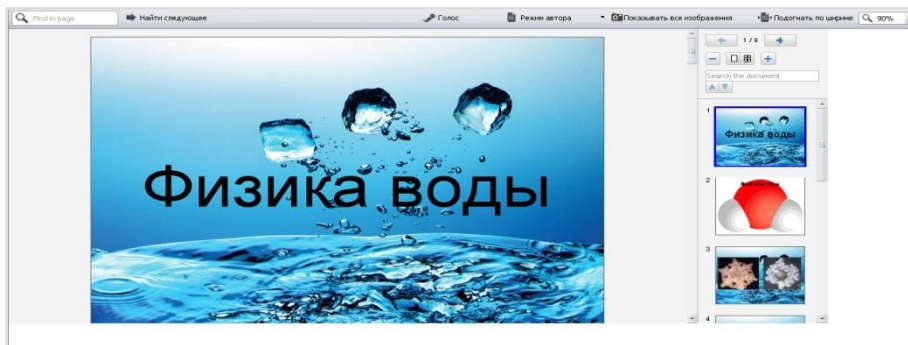 Find in page
Найти следующее
Голос
Режим автора
Показывать все изображения
Подогнать по ширине
90%
1 / 9
Search the document
Физика воды
1
Физика воды
2
3
4